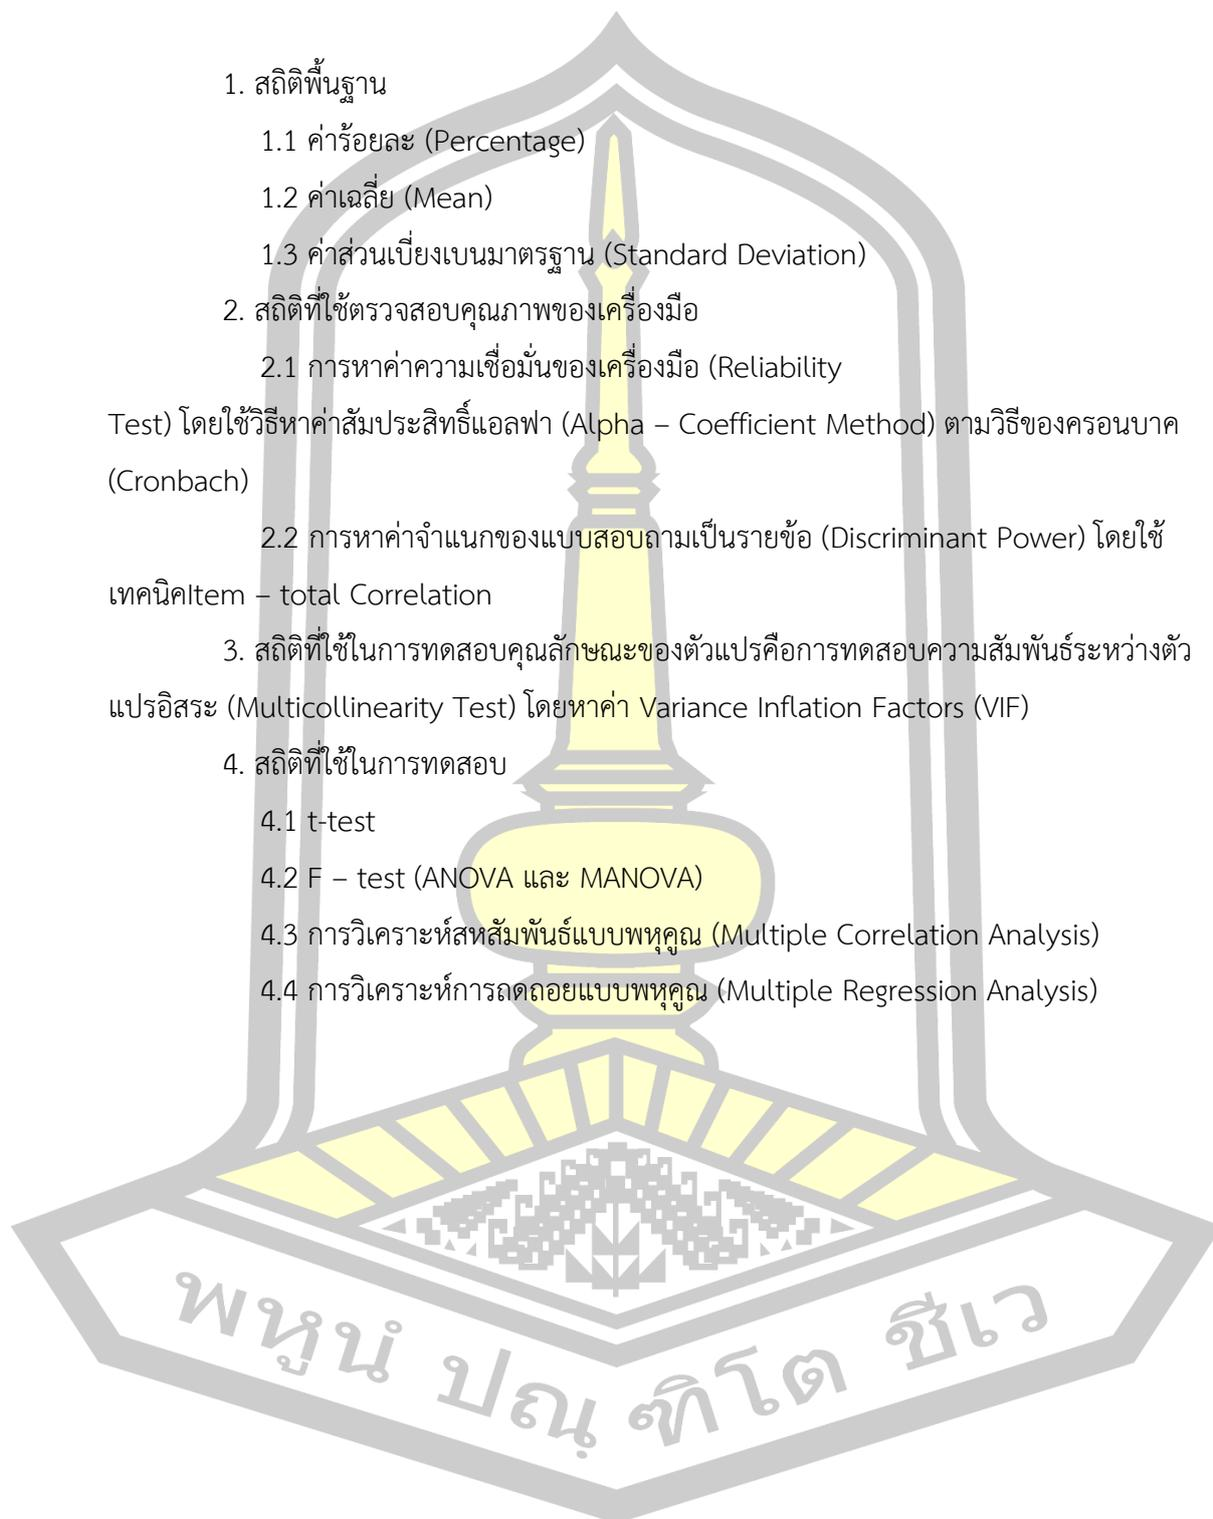 1. สถิติพื้นฐาน
1.1 ค่าร้อยละ (Percentage)
1.2 ค่าเฉลี่ย (Mean)
1.3 ค่าส่วนเบี่ยงเบนมาตรฐาน (Standard Deviation)
2. สถิติที่ใช้ตรวจสอบคุณภาพของเครื่องมือ
2.1 การหาค่าความเชื่อมั่นของเครื่องมือ (Reliability
Test) โดยใช้วิธีหาค่าสัมประสิทธิ์แอลฟา (Alpha – Coefficient Method) ตามวิธีของครอนบาค
(Cronbach)
2.2 การหาค่าจำแนกของแบบสอบถามเป็นรายข้อ (Discriminant Power) โดยใช้
เทคนิคItem – total Correlation
3. สถิติที่ใช้ในการทดสอบคุณลักษณะของตัวแปรคือการทดสอบความสัมพันธ์ระหว่างตัว
แปรอิสระ (Multicollinearity Test) โดยหาค่า Variance Inflation Factors (VIF)
4. สถิติที่ใช้ในการทดสอบ
4.1 t-test
4.2 F – test (ANOVA และ MANOVA)
4.3 การวิเคราะห์สหสัมพันธ์แบบพหุคูณ (Multiple Correlation Analysis)
4.4 การวิเคราะห์การถดถอยแบบพหุคูณ (Multiple Regression Analysis)
พหูนํ ปณฺ ฑิโต ชีเว